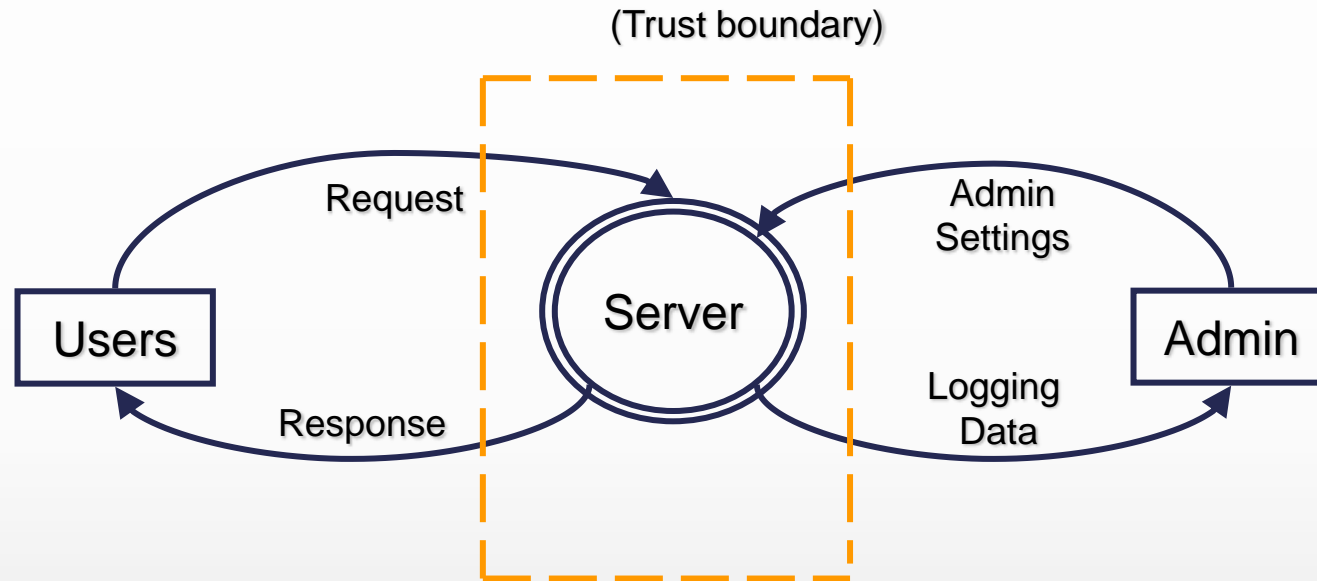 (Trust boundary)
Request
Admin
Settings
Users
Server
Admin
Response
Logging
Data